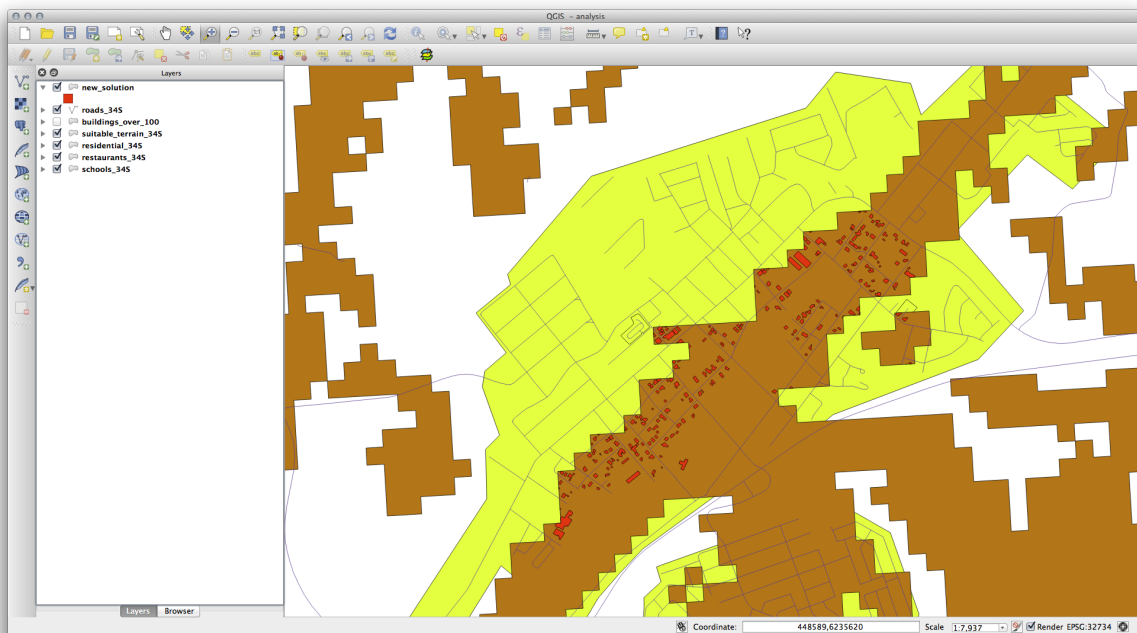 QGIS - analysis
Layers
new_solution
roads_34S
buildings_over_100
suitable_terrain_34S
residential_34S
restaurants_34S
schools_34S
Layers
Browser
Coordinate:
448589,6235620
Scale
1:7,937
Render
EPSG:32734